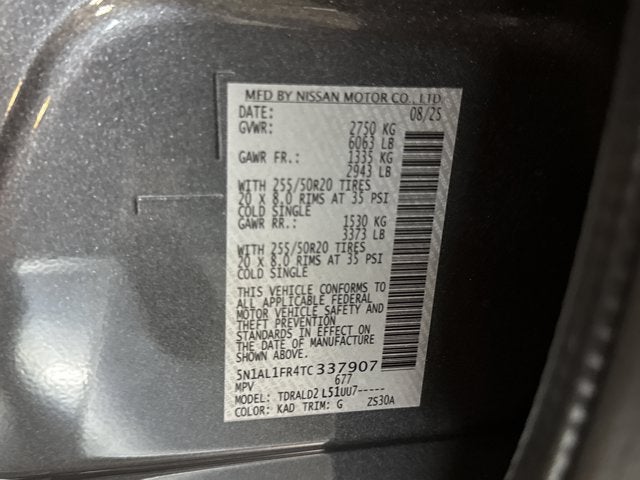 MFD BY NISSAN MOTOR CO., LTD
DATE: 08/25
GVWR: 2750 KG
6063 LB
GAWR FR.: 1335 KG
2943 LB
WITH 255/50R20 TIRES
20 X 8.0 RIMS AT 35 PSI
COLD SINGLE
GAWR RR.: 1530 KG
3373 LB
WITH 255/50R20 TIRES
20 X 8.0 RIMS AT 35 PSI
COLD SINGLE
THIS VEHICLE CONFORMS TO
ALL APPLICABLE FEDERAL
MOTOR VEHICLE SAFETY AND
THEFT PREVENTION
STANDARDS IN EFFECT ON
THE DATE OF MANUFACTURE
SHOWN ABOVE.
5N1AL1FR4TC337907
MPV 677
MODEL: TDRALD2 L51UU7-----
COLOR: KAD TRIM: G ZS30A